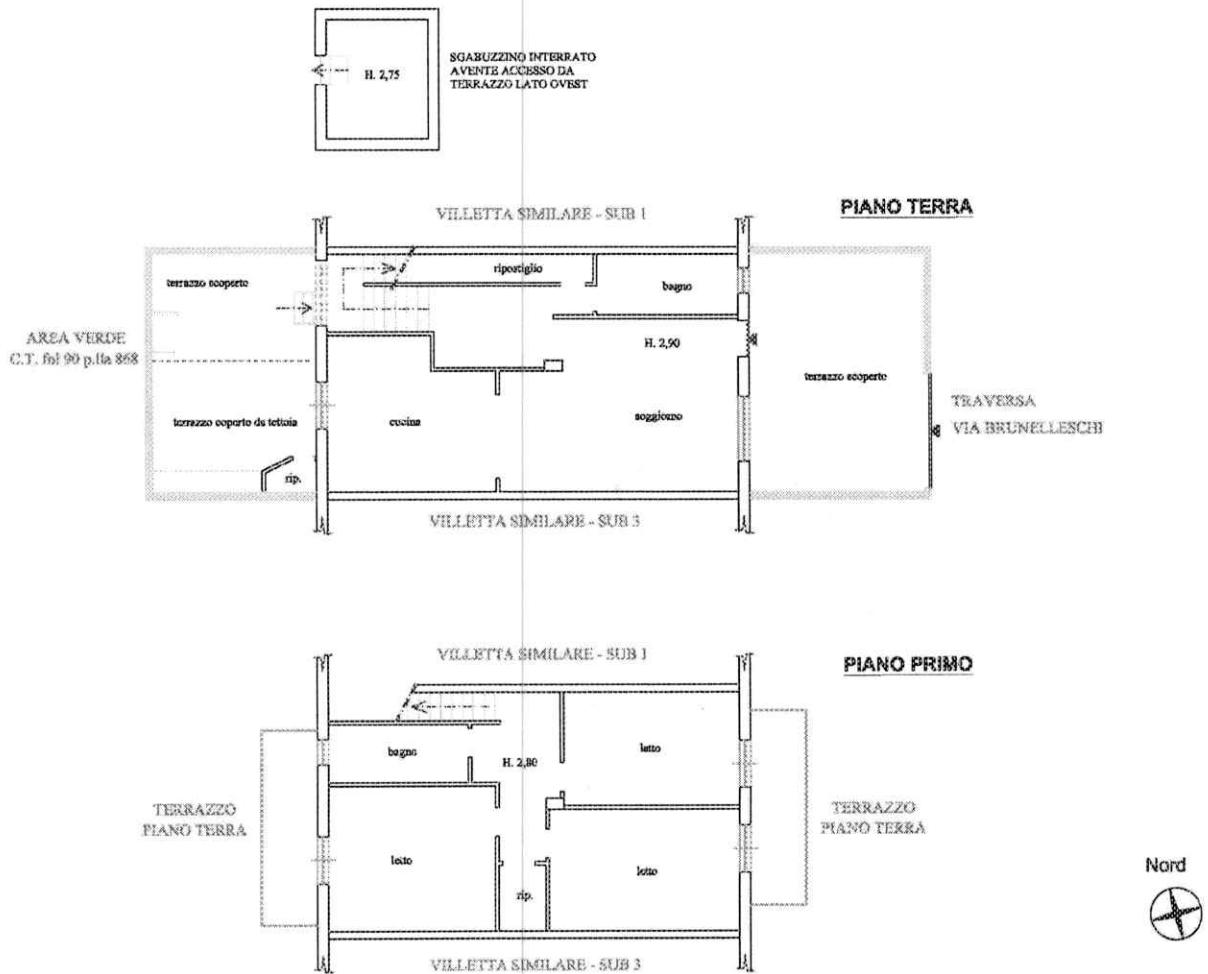 H. 2,75
SGABUZZINO INTERRATO
AVENTE ACCESSO DA
TERRAZZO LATO OVEST
VILLETTA SIMILARE - SUB 1
PIANO TERRA
terrazzo scoperto
ripostiglio
bagno
AREA VERDE
C.T. fol 90 p.lla 868
H. 2,90
terrazzo scoperto
terrazzo coperto da tettoia
cucina
soggiorno
TRAVERSA
VIA BRUNELLESCHI
rip.
VILLETTA SIMILARE - SUB 3
VILLETTA SIMILARE - SUB 1
PIANO PRIMO
bagno
H. 2,80
letto
TERRAZZO
PIANO TERRA
TERRAZZO
PIANO TERRA
letto
letto
rip.
Nord
VILLETTA SIMILARE - SUB 3